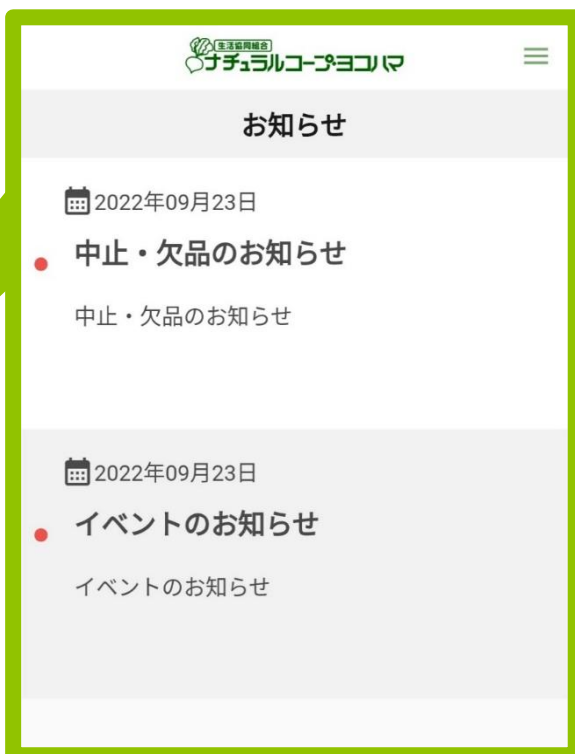 生活協同組合
ナチュラルコープ・ヨコハマ
お知らせ
2022年09月23日
中止・欠品のお知らせ
中止・欠品のお知らせ
2022年09月23日
イベントのお知らせ
イベントのお知らせ